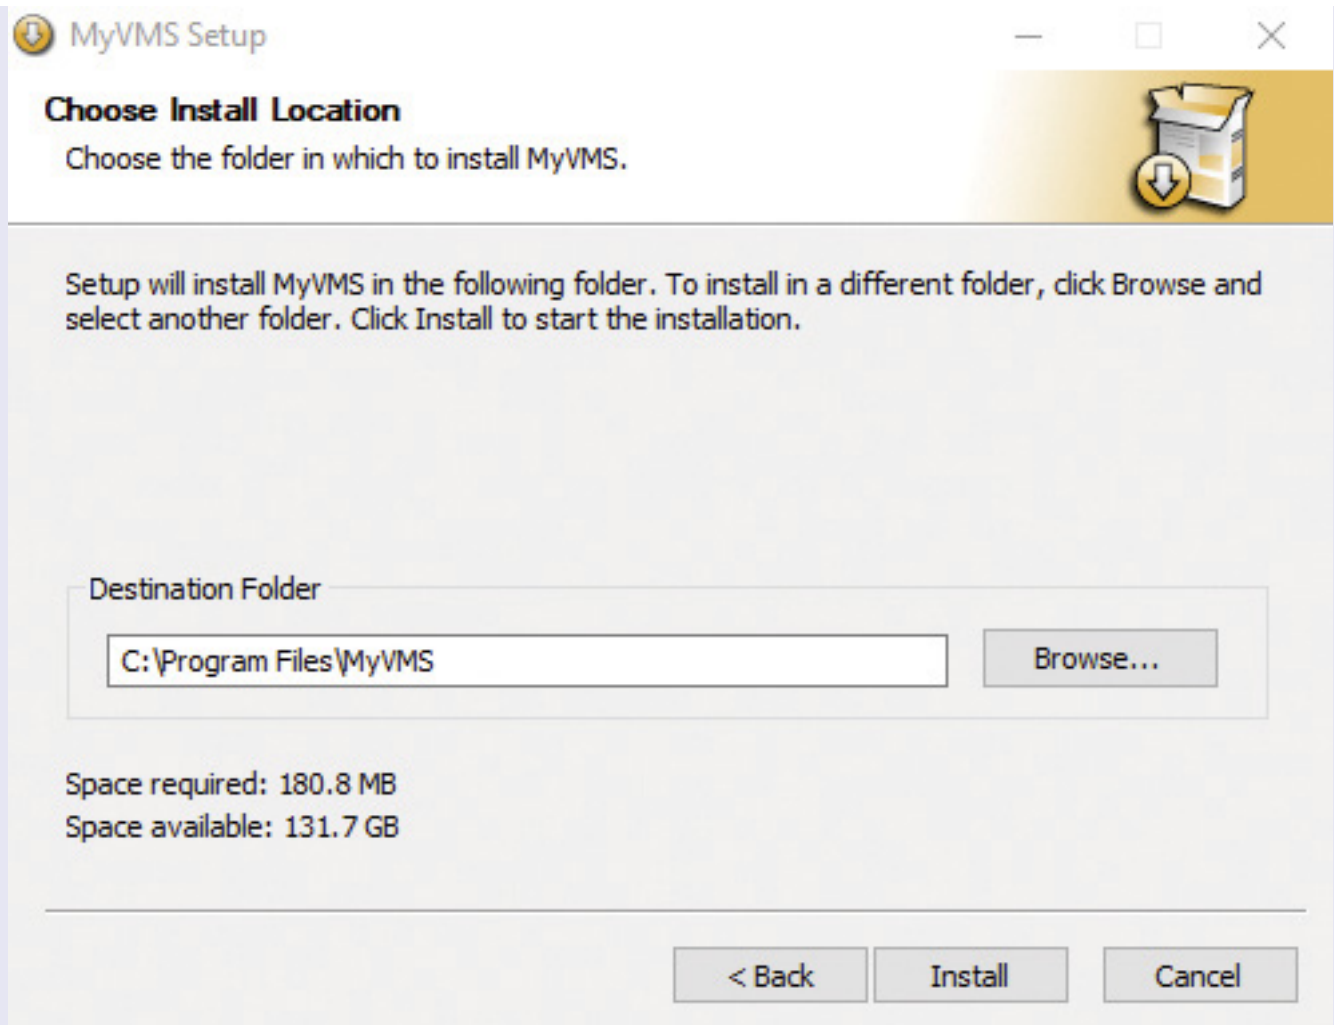 MyVMS Setup
Choose Install Location
Choose the folder in which to install MyVMS.
Setup will install MyVMS in the following folder. To install in a different folder, click Browse and
select another folder. Click Install to start the installation.
Destination Folder
C:\Program Files\MyVMS
Browse...
Space required: 180.8 MB
Space available: 131.7 GB
< Back
Install
Cancel